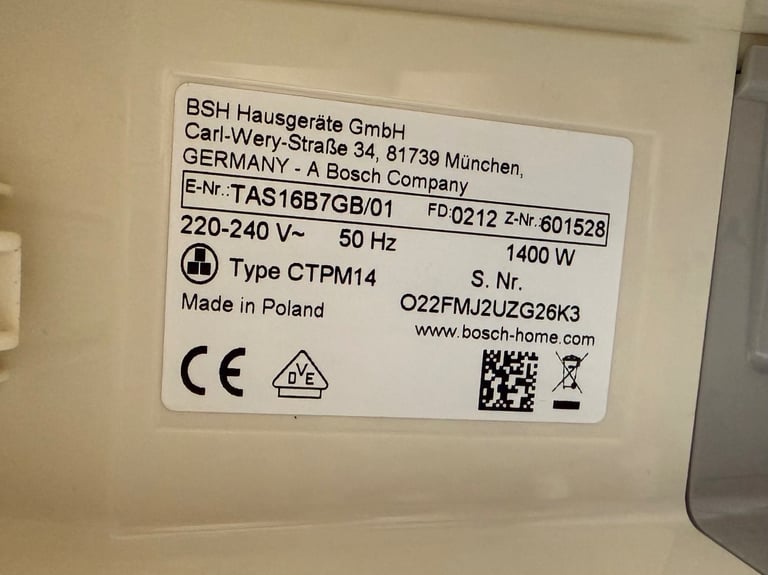 BSH Hausgeräte GmbH
Carl-Wery-Straße 34, 81739 München,
GERMANY - A Bosch Company
E-Nr.: TAS16B7GB/01 FD:0212 Z-Nr.:601528
220-240 V~ 50 Hz 1400 W
Type CTPM14 S. Nr.
Made in Poland O22FMJ2UZG26K3
www.bosch-home.com
CE DVE